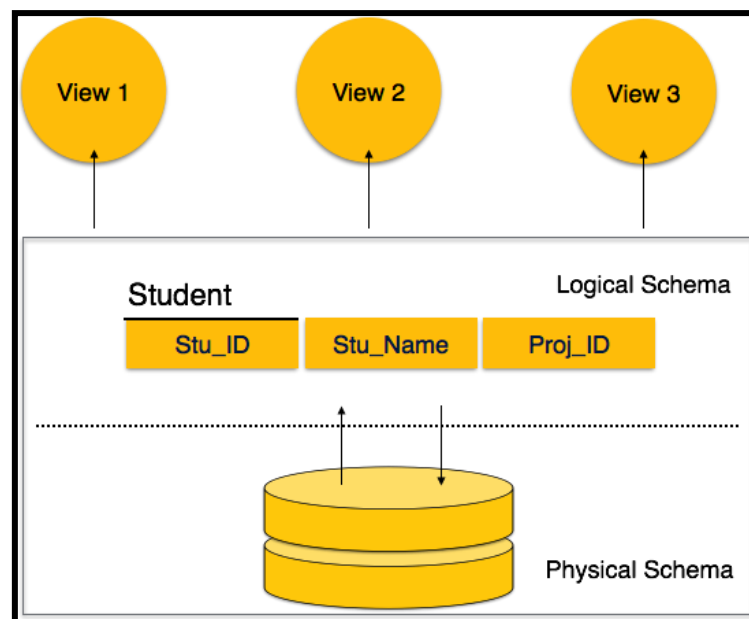 View 1
View 2
View 3
Logical Schema
Student
Stu_ID
Stu_Name
Proj_ID
Physical Schema